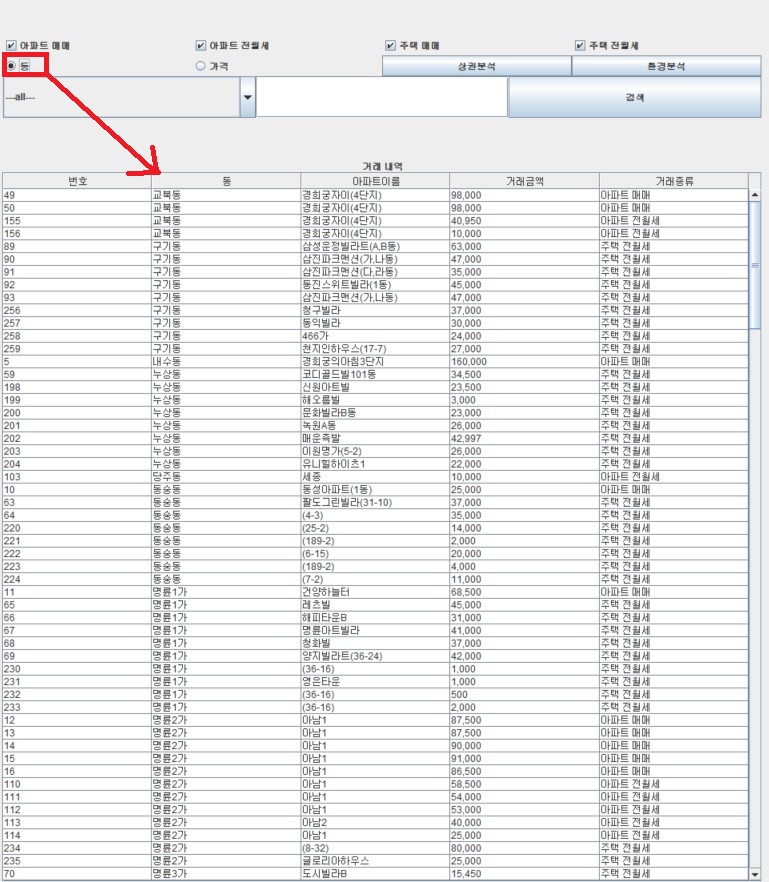 아파트 매매 아파트 전월세 주택 매매 주택 전월세
동 가격 상권분석 환경분석
---all--- 검색
거래 내역
번호 동 아파트이름 거래금액 거래종류
49 교북동 경희궁자이(4단지) 98,000 아파트 매매
50 교북동 경희궁자이(4단지) 98,000 아파트 매매
155 교북동 경희궁자이(4단지) 40,950 아파트 전월세
156 교북동 경희궁자이(4단지) 10,000 아파트 전월세
89 구기동 삼성운정빌라트(A,B동) 63,000 주택 전월세
90 구기동 삼진파크맨션(가,나동) 47,000 주택 전월세
91 구기동 삼진파크맨션(다,라동) 35,000 주택 전월세
92 구기동 동진스위트빌라(1동) 45,000 주택 전월세
93 구기동 삼진파크맨션(가,나동) 47,000 주택 전월세
256 구기동 청구빌라 37,000 주택 전월세
257 구기동 동익빌라 30,000 주택 전월세
258 구기동 466가 24,000 주택 전월세
259 구기동 천지인하우스(17-7) 27,000 주택 전월세
5 내수동 경희궁의아침3단지 160,000 아파트 매매
59 누상동 코디골드빌101동 34,500 주택 전월세
198 누상동 신원아트빌 23,500 주택 전월세
199 누상동 해오름빌 3,000 주택 전월세
200 누상동 문화빌라B동 23,000 주택 전월세
201 누상동 녹원A동 26,000 주택 전월세
202 누상동 매운족발 42,997 주택 전월세
203 누상동 이원명가(5-2) 26,000 주택 전월세
204 누상동 유니힐하이츠1 22,000 주택 전월세
103 당주동 세종 10,000 아파트 전월세
10 동숭동 동성아파트(1동) 25,000 아파트 매매
63 동숭동 팔도그린빌라(31-10) 37,000 주택 전월세
64 동숭동 (4-3) 35,000 주택 전월세
220 동숭동 (25-2) 14,000 주택 전월세
221 동숭동 (189-2) 2,000 주택 전월세
222 동숭동 (6-15) 20,000 주택 전월세
223 동숭동 (189-2) 4,000 주택 전월세
224 동숭동 (7-2) 11,000 주택 전월세
11 명륜1가 건양하늘터 68,500 아파트 매매
65 명륜1가 레츠빌 45,000 주택 전월세
66 명륜1가 해피타운B 31,000 주택 전월세
67 명륜1가 명륜아트빌라 41,000 주택 전월세
68 명륜1가 청화빌 37,000 주택 전월세
69 명륜1가 양지빌라트(36-24) 42,000 주택 전월세
230 명륜1가 (36-16) 1,000 주택 전월세
231 명륜1가 영은타운 1,000 주택 전월세
232 명륜1가 (36-16) 500 주택 전월세
233 명륜1가 (36-16) 2,000 주택 전월세
12 명륜2가 아남1 87,500 아파트 매매
13 명륜2가 아남1 87,500 아파트 매매
14 명륜2가 아남1 90,000 아파트 매매
15 명륜2가 아남1 91,000 아파트 매매
16 명륜2가 아남1 86,500 아파트 매매
110 명륜2가 아남1 58,500 아파트 전월세
111 명륜2가 아남1 54,000 아파트 전월세
112 명륜2가 아남1 53,000 아파트 전월세
113 명륜2가 아남2 40,000 아파트 전월세
114 명륜2가 아남1 25,000 아파트 전월세
234 명륜2가 (8-32) 80,000 주택 전월세
235 명륜2가 글로리아하우스 25,000 주택 전월세
70 명륜3가 도시빌라B 15,450 주택 전월세